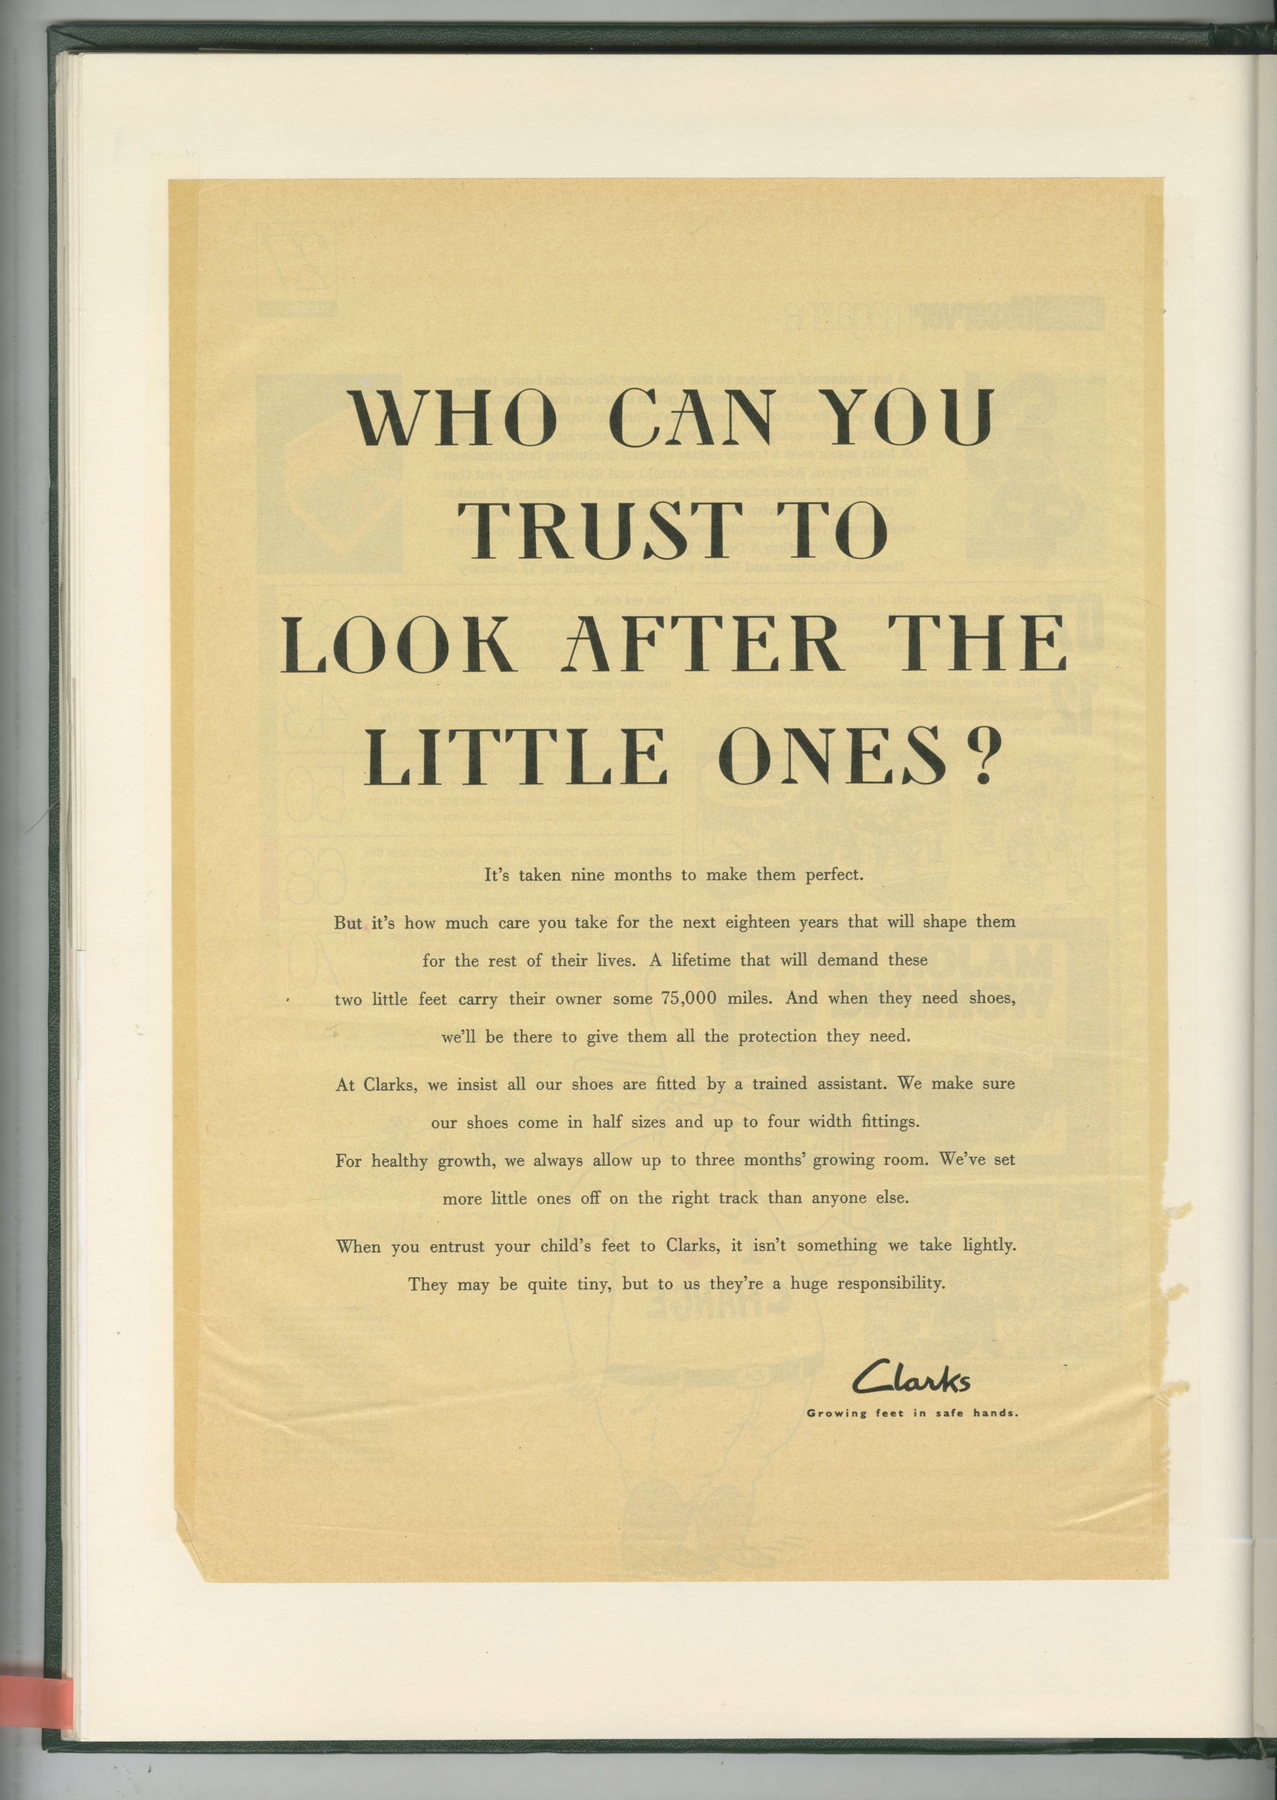 WHO CAN YOU
TRUST TO
LOOK AFTER THE
LITTLE ONES?
It's taken nine months to make them perfect.
But it's how much care you take for the next eighteen years that will shape them
for the rest of their lives. A lifetime that will demand these
two little feet carry their owner some 75,000 miles. And when they need shoes,
we'll be there to give them all the protection they need.
At Clarks, we insist all our shoes are fitted by a trained assistant. We make sure
our shoes come in half sizes and up to four width fittings.
For healthy growth, we always allow up to three months' growing room. We've set
more little ones off on the right track than anyone else.
When you entrust your child's feet to Clarks, it isn't something we take lightly.
They may be quite tiny, but to us they're a huge responsibility.
Clarks
Growing feet in safe hands.